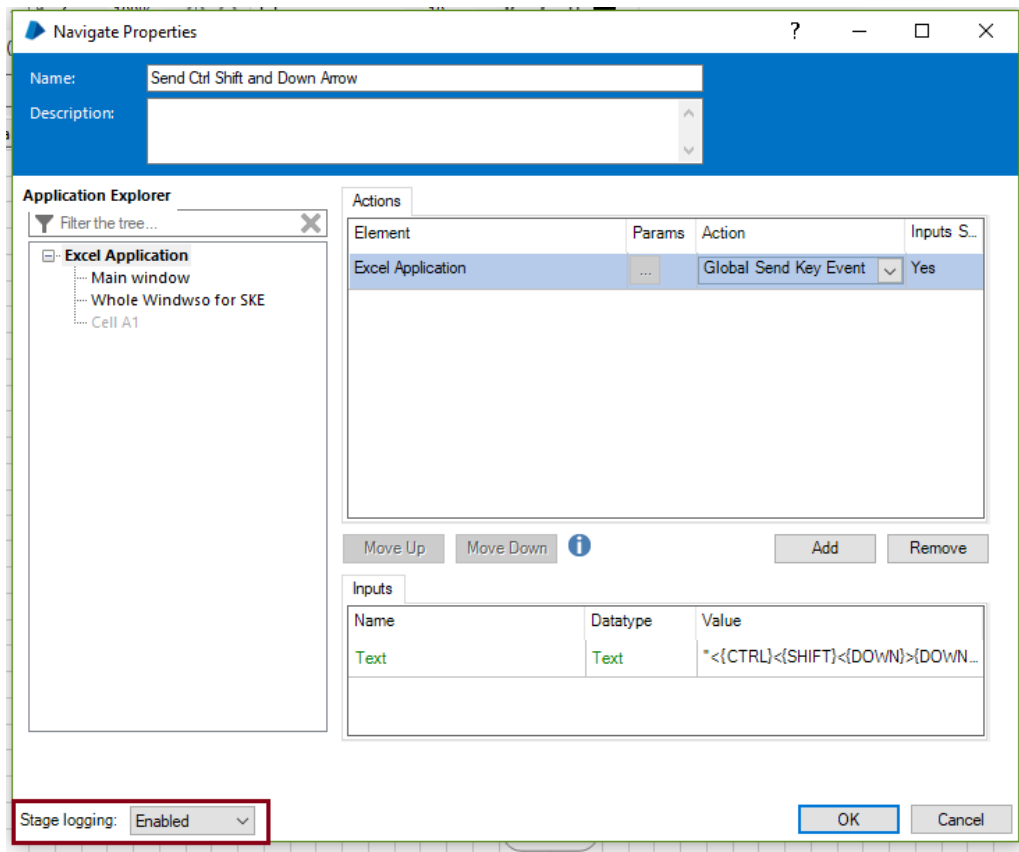 Navigate Properties
?
Name: Send Ctrl Shift and Down Arrow
Description:
Application Explorer
Filter the tree...
Excel Application
Main window
Whole Windwso for SKE
Cell A1
Actions
Element Params Action Inputs S...
Excel Application ... Global Send Key Event Yes
Move Up Move Down i Add Remove
Inputs
Name Datatype Value
Text Text "<{CTRL}<{SHIFT}<{DOWN}>{DOWN...
Stage logging: Enabled OK Cancel